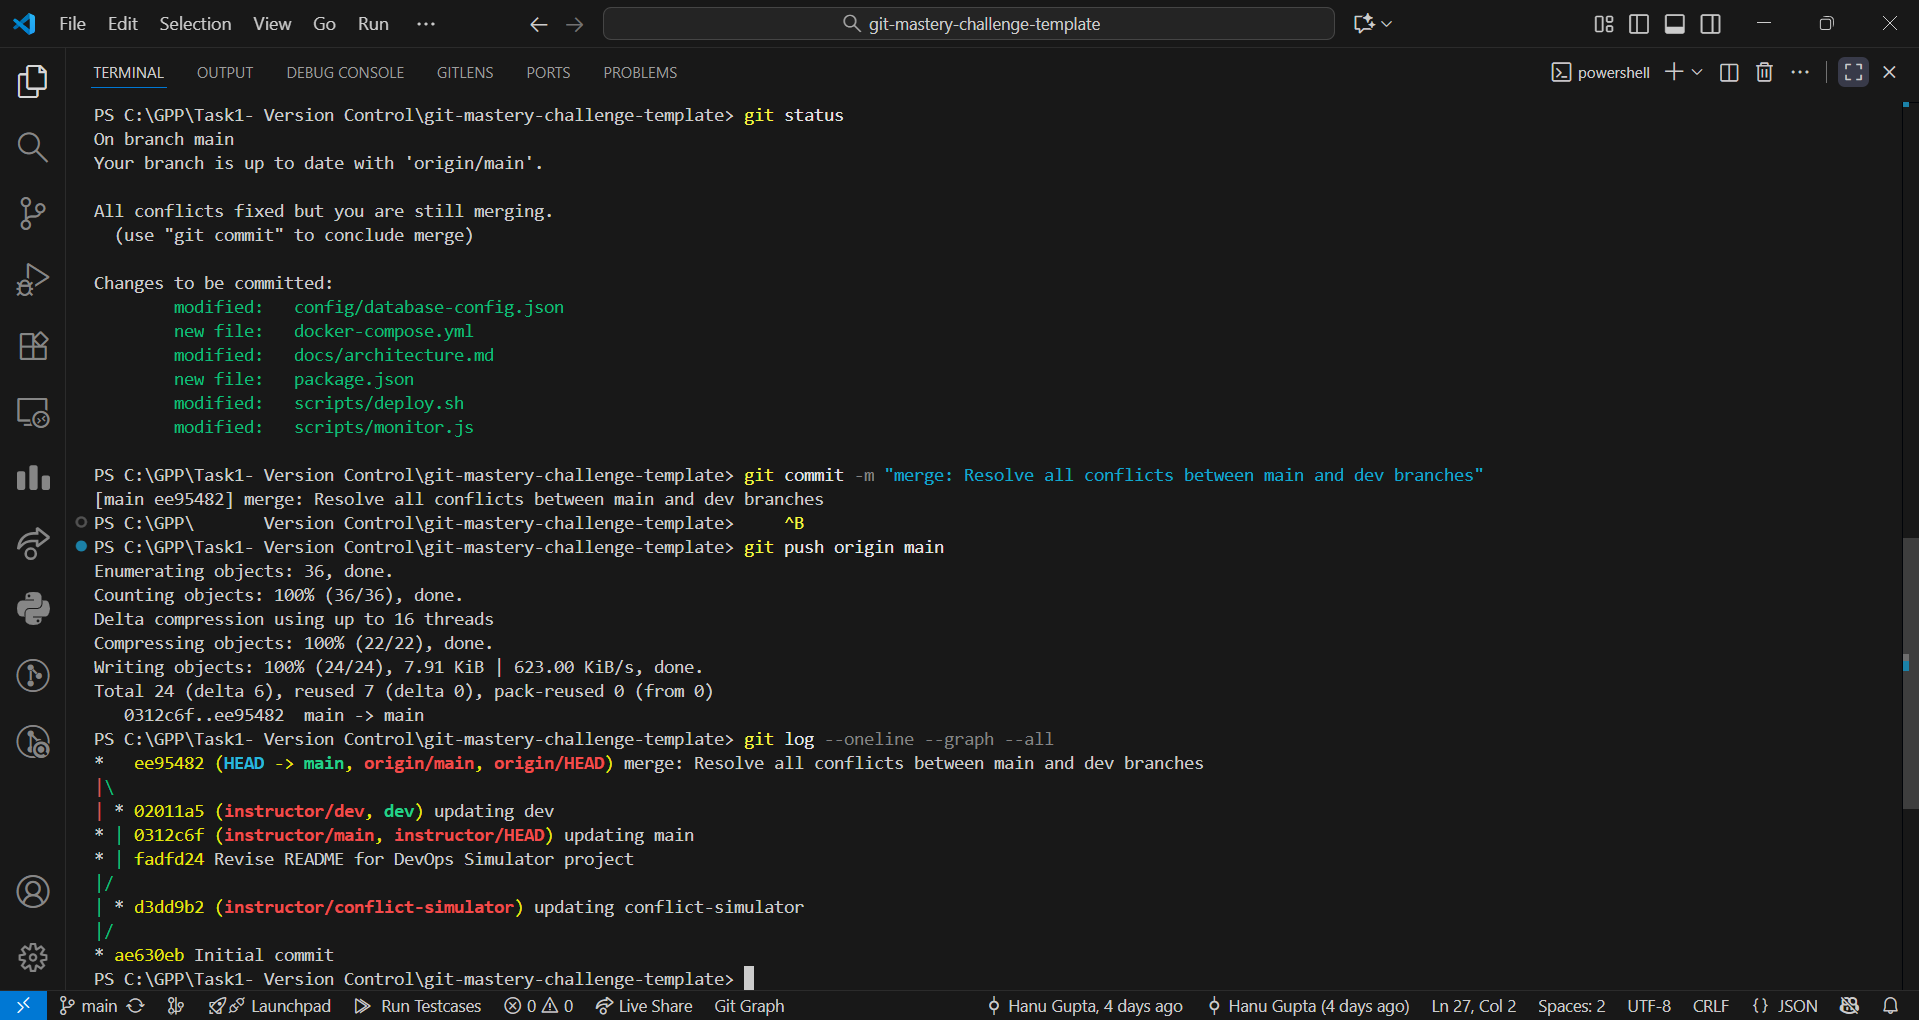 File Edit Selection View Go Run ··· git-mastery-challenge-template
TERMINAL OUTPUT DEBUG CONSOLE GITLENS PORTS PROBLEMS powershell
PS C:\GPP\Task1- Version Control\git-mastery-challenge-template> git status
On branch main
Your branch is up to date with 'origin/main'.
All conflicts fixed but you are still merging.
(use "git commit" to conclude merge)
Changes to be committed:
modified: config/database-config.json
new file: docker-compose.yml
modified: docs/architecture.md
new file: package.json
modified: scripts/deploy.sh
modified: scripts/monitor.js
PS C:\GPP\Task1- Version Control\git-mastery-challenge-template> git commit -m "merge: Resolve all conflicts between main and dev branches"
[main ee95482] merge: Resolve all conflicts between main and dev branches
PS C:\GPP\ Version Control\git-mastery-challenge-template> ^B
PS C:\GPP\Task1- Version Control\git-mastery-challenge-template> git push origin main
Enumerating objects: 36, done.
Counting objects: 100% (36/36), done.
Delta compression using up to 16 threads
Compressing objects: 100% (22/22), done.
Writing objects: 100% (24/24), 7.91 KiB | 623.00 KiB/s, done.
Total 24 (delta 6), reused 7 (delta 0), pack-reused 0 (from 0)
0312c6f..ee95482 main -> main
PS C:\GPP\Task1- Version Control\git-mastery-challenge-template> git log --oneline --graph --all
* ee95482 (HEAD -> main, origin/main, origin/HEAD) merge: Resolve all conflicts between main and dev branches
|\
| * 02011a5 (instructor/dev, dev) updating dev
* | 0312c6f (instructor/main, instructor/HEAD) updating main
* | fadfd24 Revise README for DevOps Simulator project
|/
| * d3dd9b2 (instructor/conflict-simulator) updating conflict-simulator
|/
* ae630eb Initial commit
PS C:\GPP\Task1- Version Control\git-mastery-challenge-template>
main Launchpad Run Testcases 0 0 Live Share Git Graph Hanu Gupta, 4 days ago Hanu Gupta (4 days ago) Ln 27, Col 2 Spaces: 2 UTF-8 CRLF {} JSON